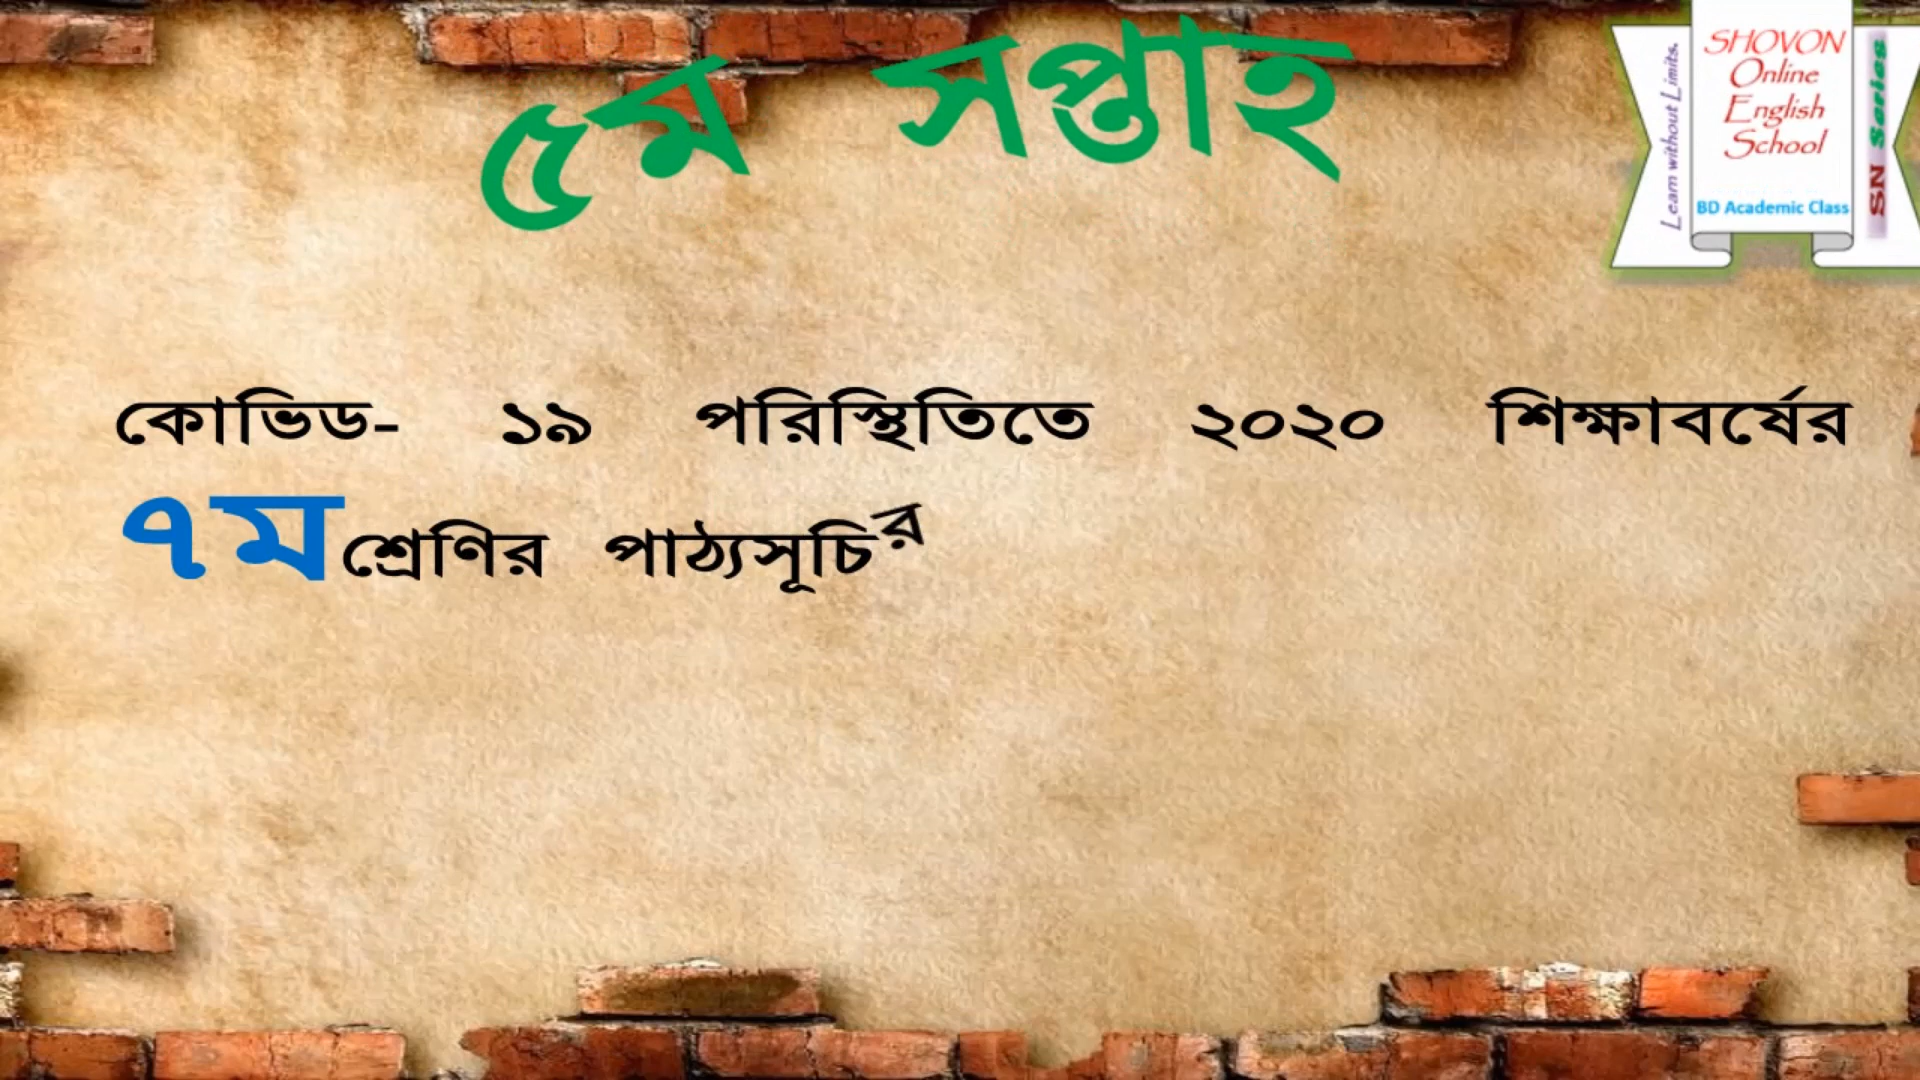 ৫ম সপ্তাহ
SHOVON
Online
English
School
BD Academic Class
Learn without Limits.
SN Series
কোভিড- ১৯ পরিস্থিতিতে ২০২০ শিক্ষাবর্ষের
৭ম শ্রেণির পাঠ্যসূচির